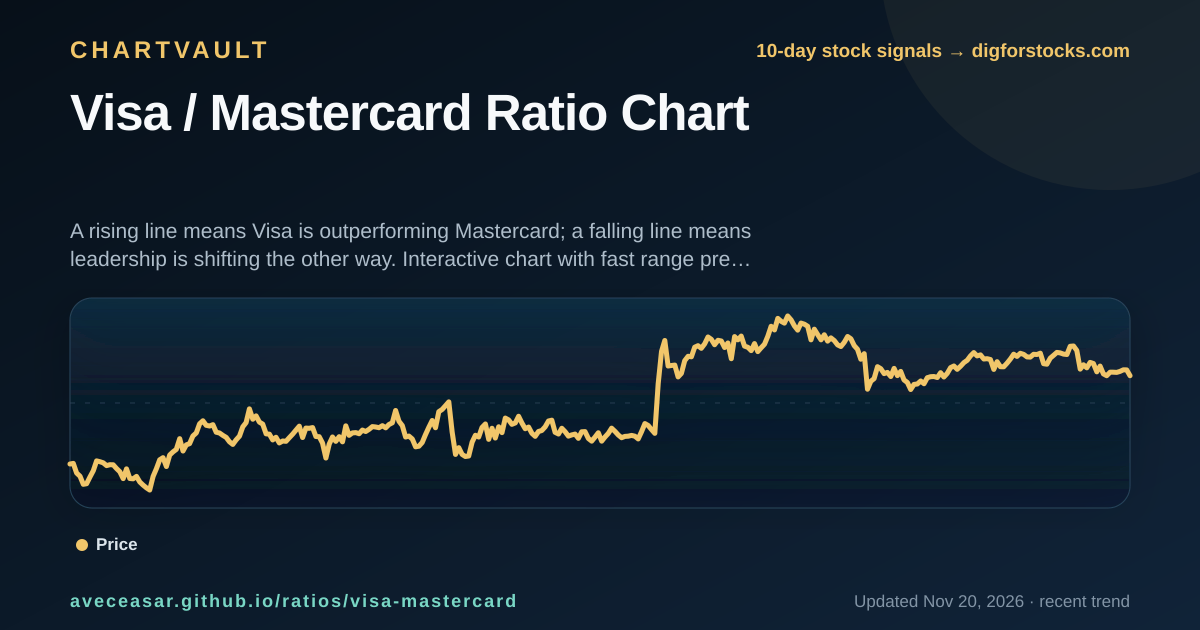 CHARTVAULT
10-day stock signals → digforstocks.com
Visa / Mastercard Ratio Chart
A rising line means Visa is outperforming Mastercard; a falling line means
leadership is shifting the other way. Interactive chart with fast range pre…
Price
aveceasar.github.io/ratios/visa-mastercard
Updated Nov 20, 2026 · recent trend